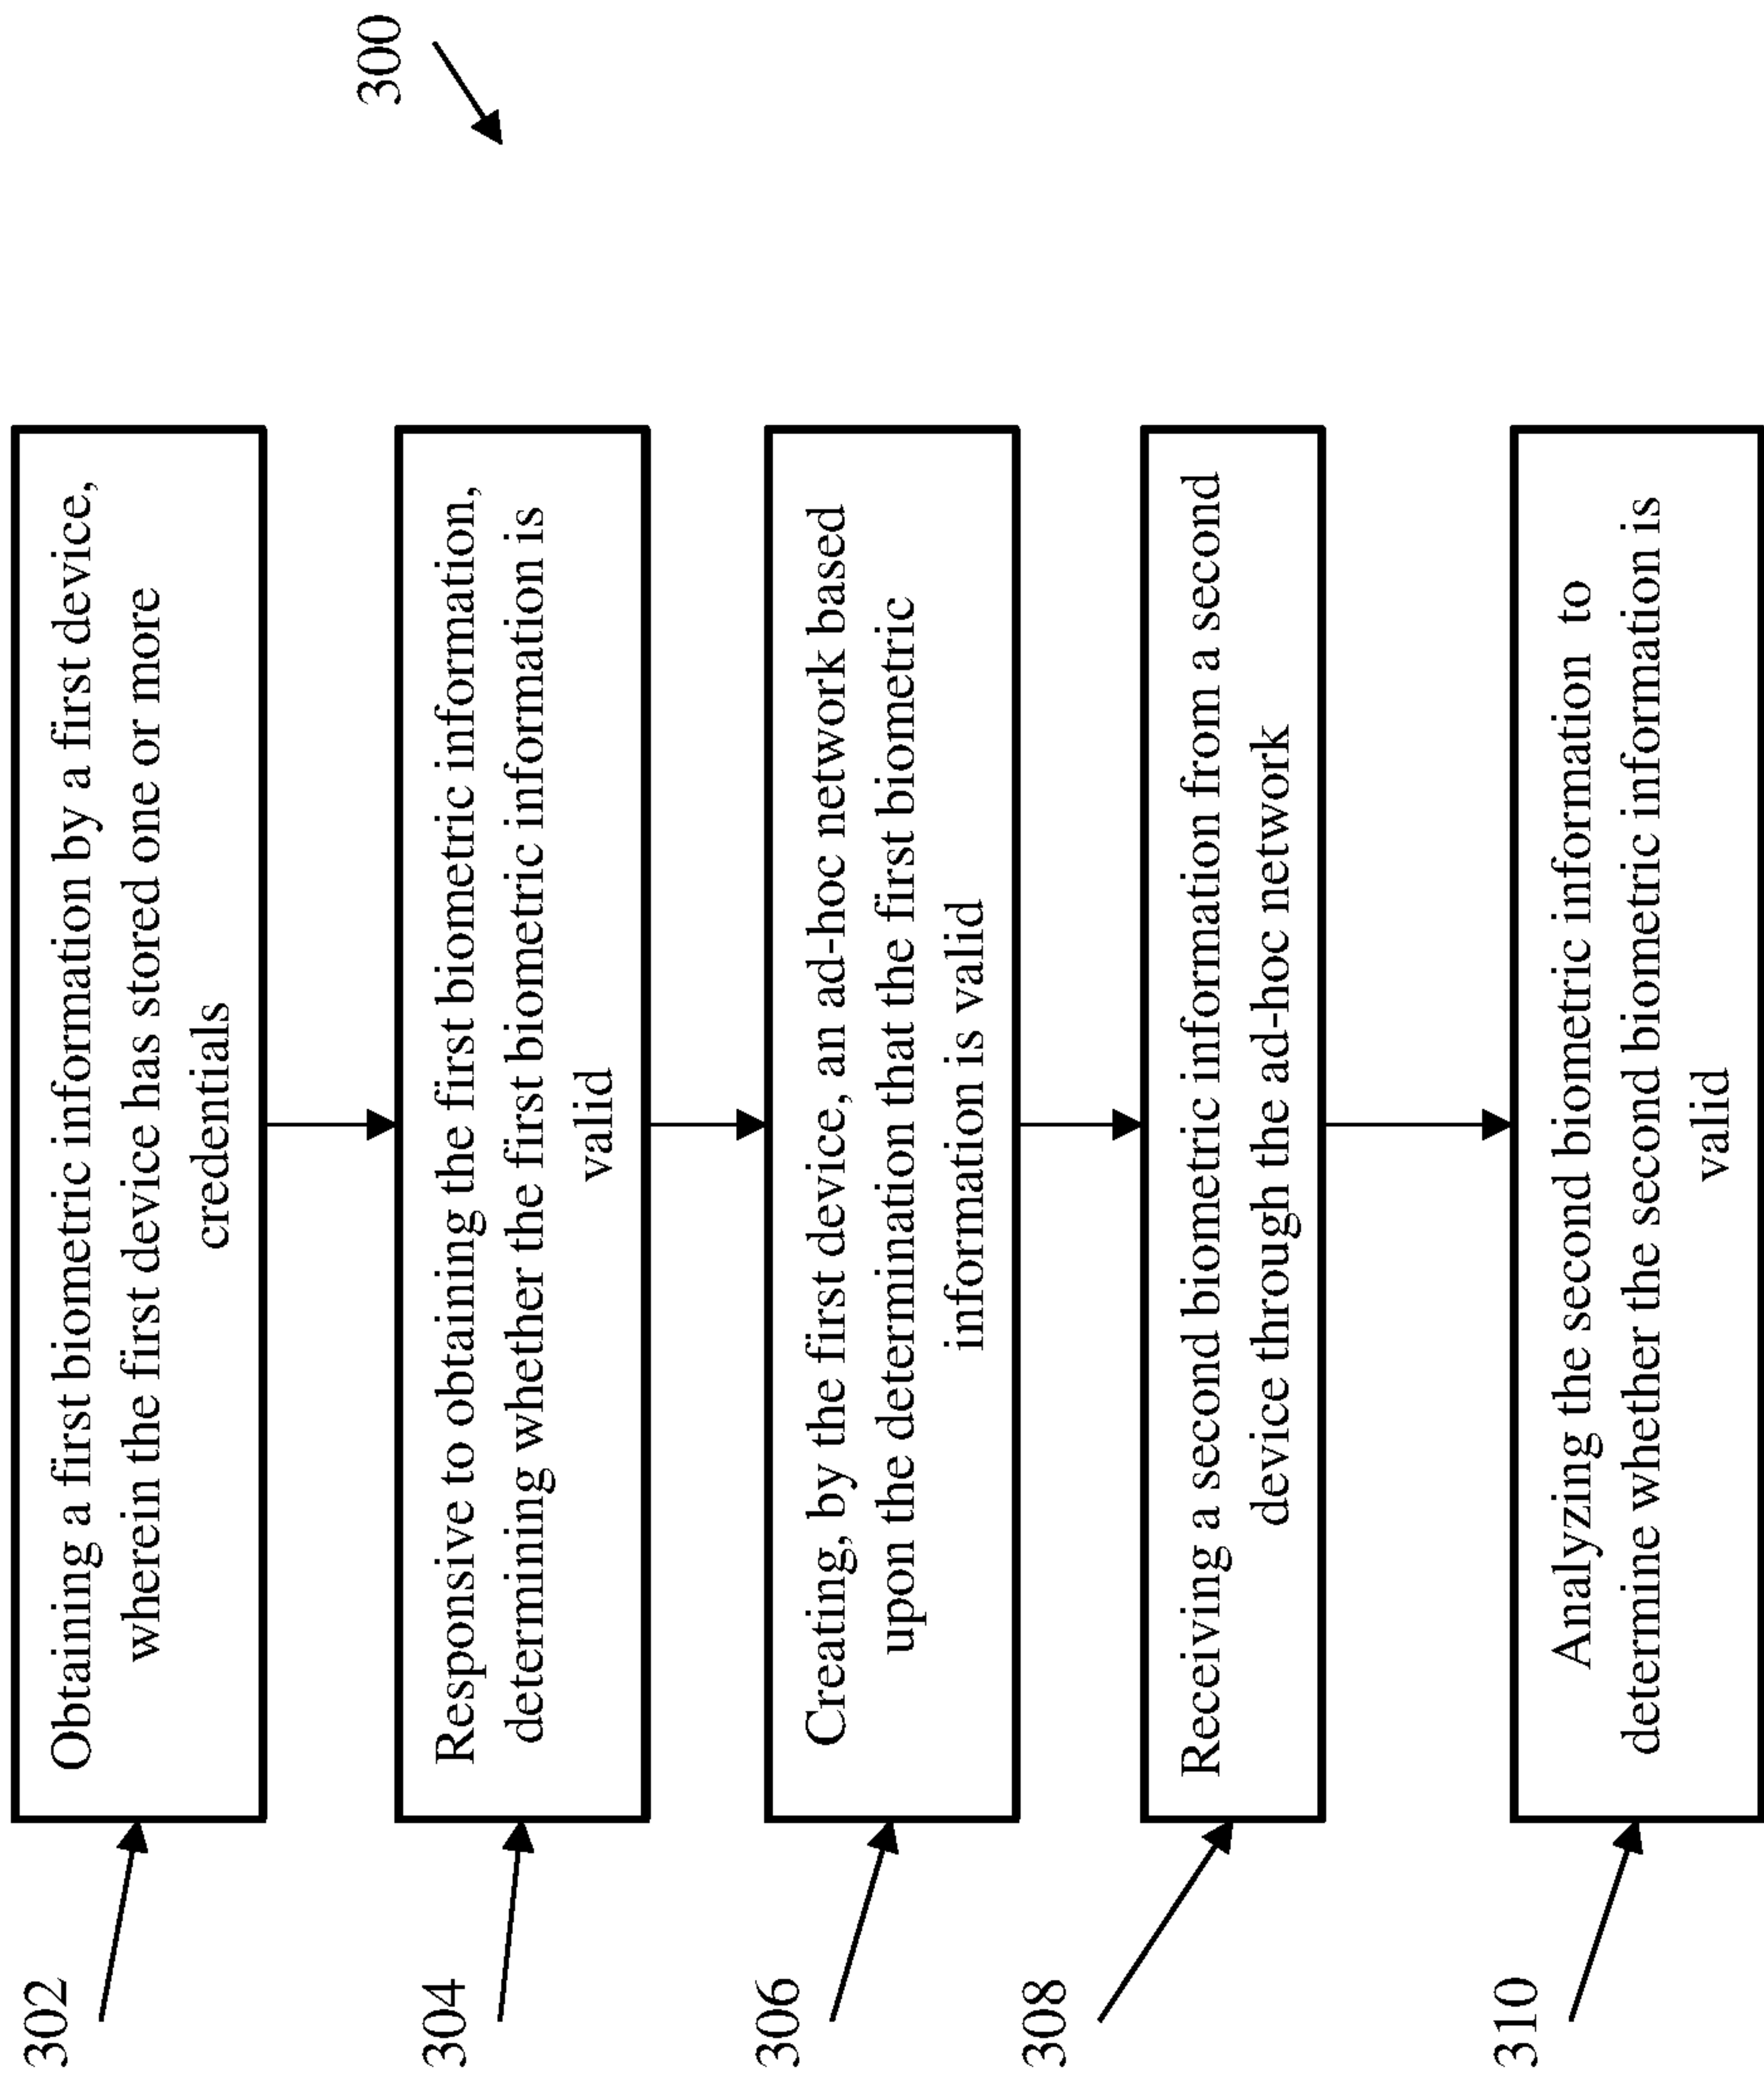 300
302
Obtaining a first biometric information by a first device,
wherein the first device has stored one or more
credentials
304
Responsive to obtaining the first biometric information,
determining whether the first biometric information is
valid
306
Creating, by the first device, an ad-hoc network based
upon the determination that the first biometric
information is valid
308
Receiving a second biometric information from a second
device through the ad-hoc network
310
Analyzing the second biometric information to
determine whether the second biometric information is
valid